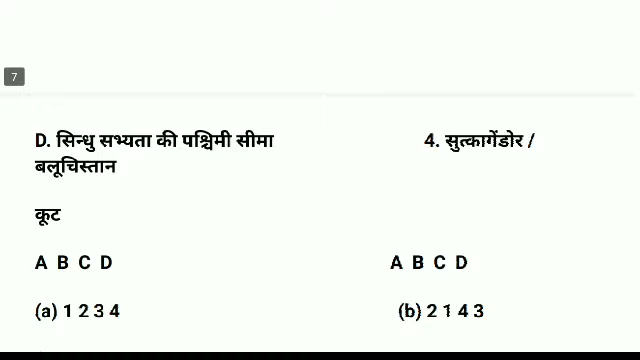 7
D. सिन्धु सभ्यता की पश्चिमी सीमा 4. सुत्कागेंडोर /
बलूचिस्तान
कूट
A B C D A B C D
(a) 1 2 3 4 (b) 2 1 4 3